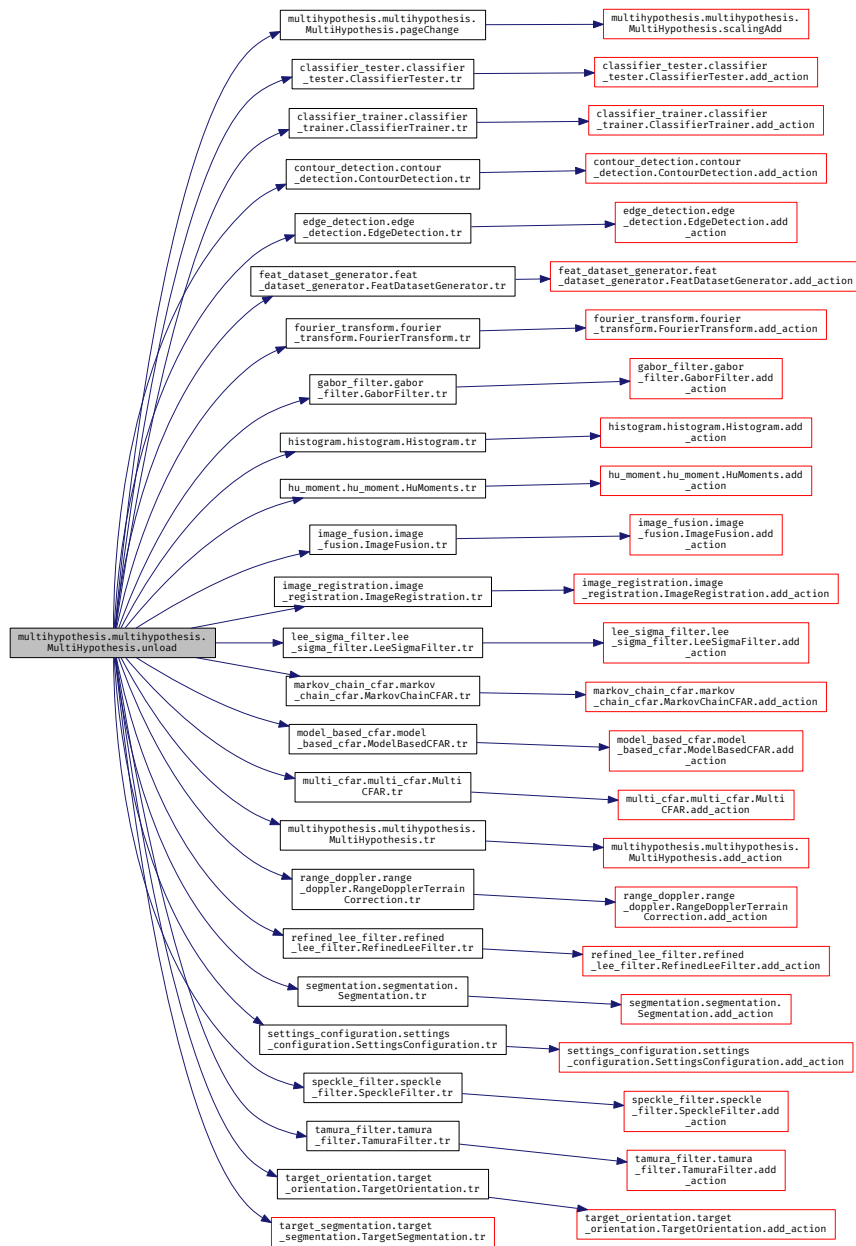 multihypothesis.multihypothesis.
MultiHypothesis.pageChange
multihypothesis.multihypothesis.
MultiHypothesis.scalingAdd
classifier_tester.classifier
_tester.ClassifierTester.tr
classifier_tester.classifier
_tester.ClassifierTester.add_action
classifier_trainer.classifier
_trainer.ClassifierTrainer.tr
classifier_trainer.classifier
_trainer.ClassifierTrainer.add_action
contour_detection.contour
_detection.ContourDetection.tr
contour_detection.contour
_detection.ContourDetection.add_action
edge_detection.edge
_detection.EdgeDetection.tr
edge_detection.edge
_detection.EdgeDetection.add
_action
feat_dataset_generator.feat
_dataset_generator.FeatDatasetGenerator.tr
feat_dataset_generator.feat
_dataset_generator.FeatDatasetGenerator.add_action
fourier_transform.fourier
_transform.FourierTransform.tr
fourier_transform.fourier
_transform.FourierTransform.add_action
gabor_filter.gabor
_filter.GaborFilter.tr
gabor_filter.gabor
_filter.GaborFilter.add
_action
histogram.histogram.Histogram.tr
histogram.histogram.Histogram.add
_action
hu_moment.hu_moment.HuMoments.tr
hu_moment.hu_moment.HuMoments.add
_action
image_fusion.image
_fusion.ImageFusion.tr
image_fusion.image
_fusion.ImageFusion.add
_action
image_registration.image
_registration.ImageRegistration.tr
image_registration.image
_registration.ImageRegistration.add_action
multihypothesis.multihypothesis.
MultiHypothesis.unload
lee_sigma_filter.lee
_sigma_filter.LeeSigmaFilter.tr
lee_sigma_filter.lee
_sigma_filter.LeeSigmaFilter.add
_action
markov_chain_cfar.markov
_chain_cfar.MarkovChainCFAR.tr
markov_chain_cfar.markov
_chain_cfar.MarkovChainCFAR.add_action
model_based_cfar.model
_based_cfar.ModelBasedCFAR.tr
model_based_cfar.model
_based_cfar.ModelBasedCFAR.add
_action
multi_cfar.multi_cfar.Multi
CFAR.tr
multi_cfar.multi_cfar.Multi
CFAR.add_action
multihypothesis.multihypothesis.
MultiHypothesis.tr
multihypothesis.multihypothesis.
MultiHypothesis.add_action
range_doppler.range
_doppler.RangeDopplerTerrain
Correction.tr
range_doppler.range
_doppler.RangeDopplerTerrain
Correction.add_action
refined_lee_filter.refined
_lee_filter.RefinedLeeFilter.tr
refined_lee_filter.refined
_lee_filter.RefinedLeeFilter.add_action
segmentation.segmentation.
Segmentation.tr
segmentation.segmentation.
Segmentation.add_action
settings_configuration.settings
_configuration.SettingsConfiguration.tr
settings_configuration.settings
_configuration.SettingsConfiguration.add_action
speckle_filter.speckle
_filter.SpeckleFilter.tr
speckle_filter.speckle
_filter.SpeckleFilter.add
_action
tamura_filter.tamura
_filter.TamuraFilter.tr
tamura_filter.tamura
_filter.TamuraFilter.add
_action
target_orientation.target
_orientation.TargetOrientation.tr
target_orientation.target
_orientation.TargetOrientation.add_action
target_segmentation.target
_segmentation.TargetSegmentation.tr